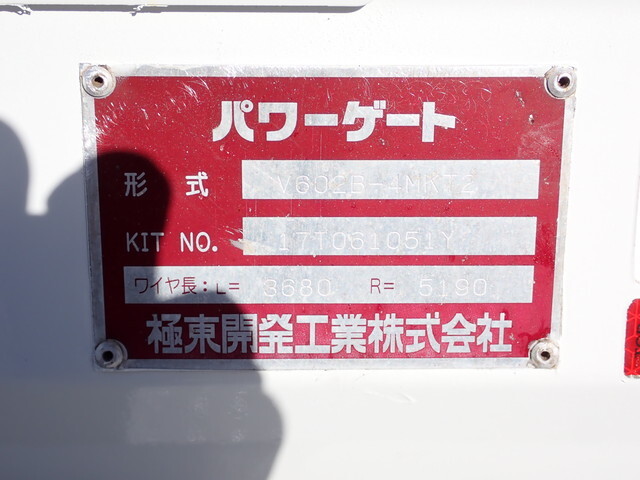 パワーゲート
形式 V602B-4MKT2
KIT NO. 17T061051Y
ワイヤ長：L= 3680 R= 5190
極東開発工業株式会社